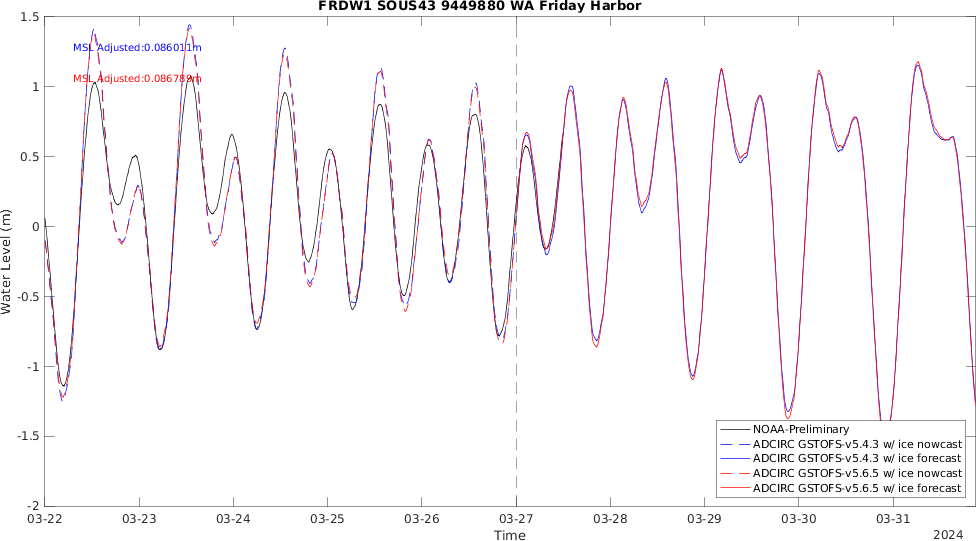 FRDW1 SOUS43 9449880 WA Friday Harbor
MSL Adjusted:0.086011m
MSL Adjusted:0.086789m
Water Level (m)
1.5
1
0.5
0
-0.5
-1
-1.5
-2
NOAA-Preliminary
ADCIRC GSTOFS-v5.4.3 w/ ice nowcast
ADCIRC GSTOFS-v5.4.3 w/ ice forecast
ADCIRC GSTOFS-v5.6.5 w/ ice nowcast
ADCIRC GSTOFS-v5.6.5 w/ ice forecast
03-22 03-23 03-24 03-25 03-26 03-27 03-28 03-29 03-30 03-31
Time
2024